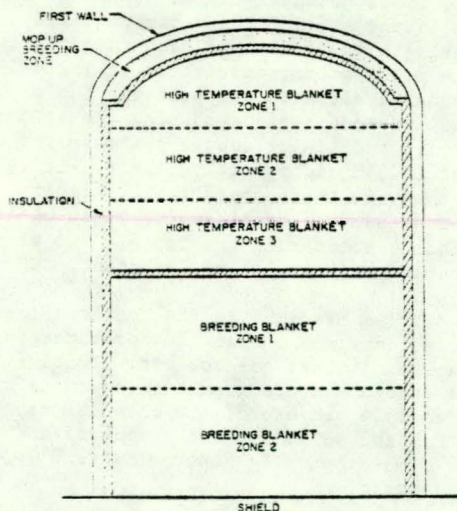 FIRST WALL
MOP UP
BREEDING
ZONE
HIGH TEMPERATURE BLANKET
ZONE 1
HIGH TEMPERATURE BLANKET
ZONE 2
INSULATION
HIGH TEMPERATURE BLANKET
ZONE 3
BREEDING BLANKET
ZONE 1
BREEDING BLANKET
ZONE 2
SHIELD